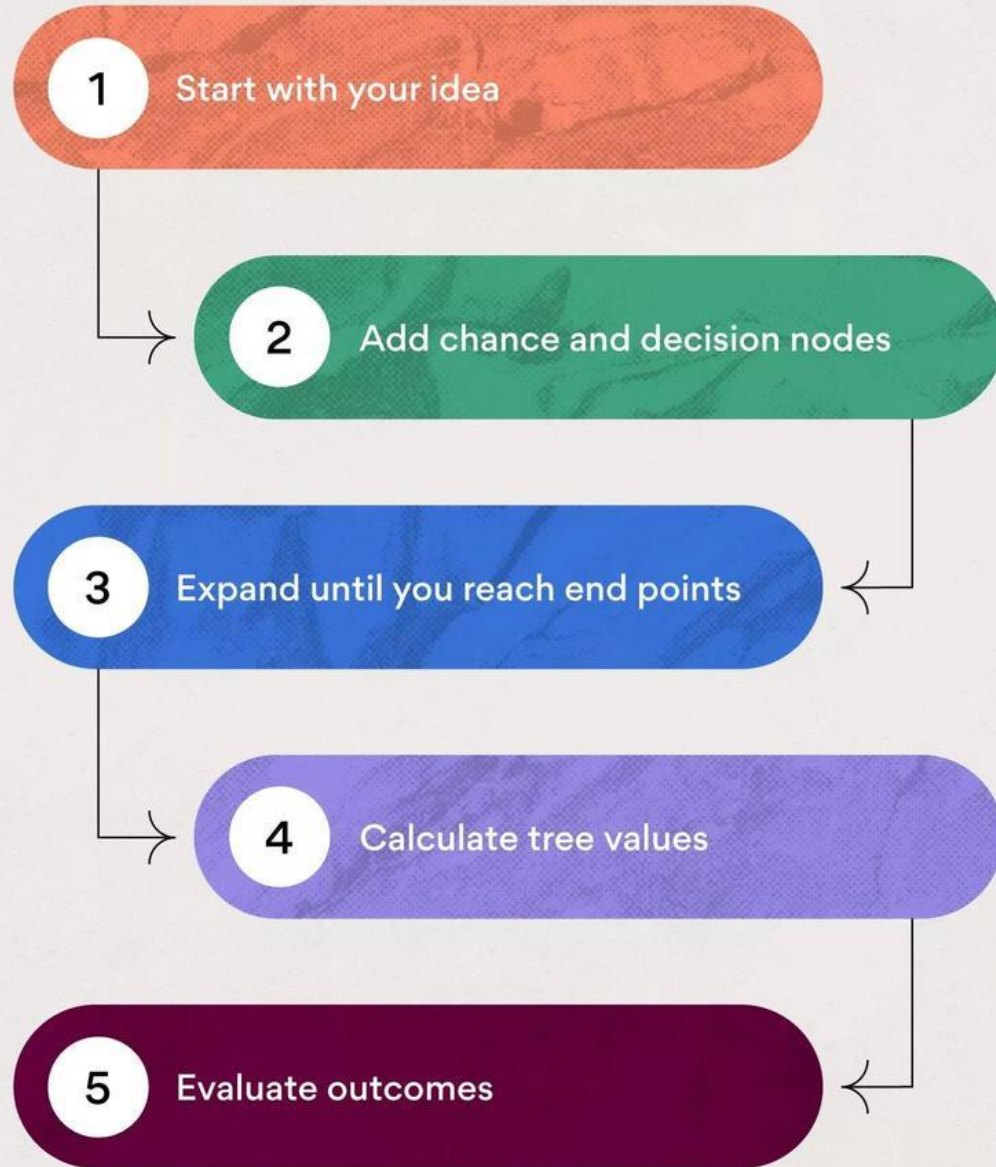 1 Start with your idea
2 Add chance and decision nodes
3 Expand until you reach end points
4 Calculate tree values
5 Evaluate outcomes